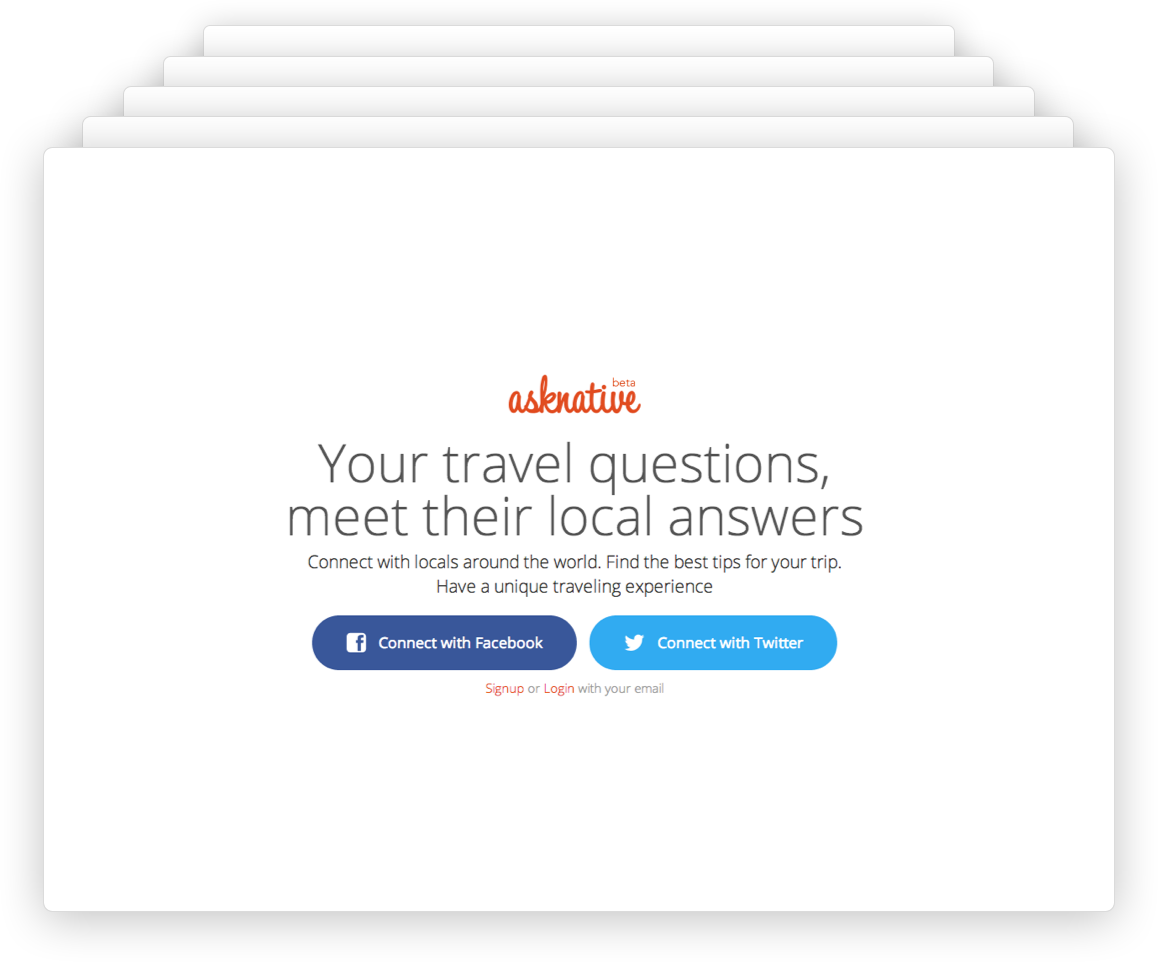 asknative beta
Your travel questions,
meet their local answers
Connect with locals around the world. Find the best tips for your trip.
Have a unique traveling experience
Connect with Facebook
Connect with Twitter
Signup or Login with your email